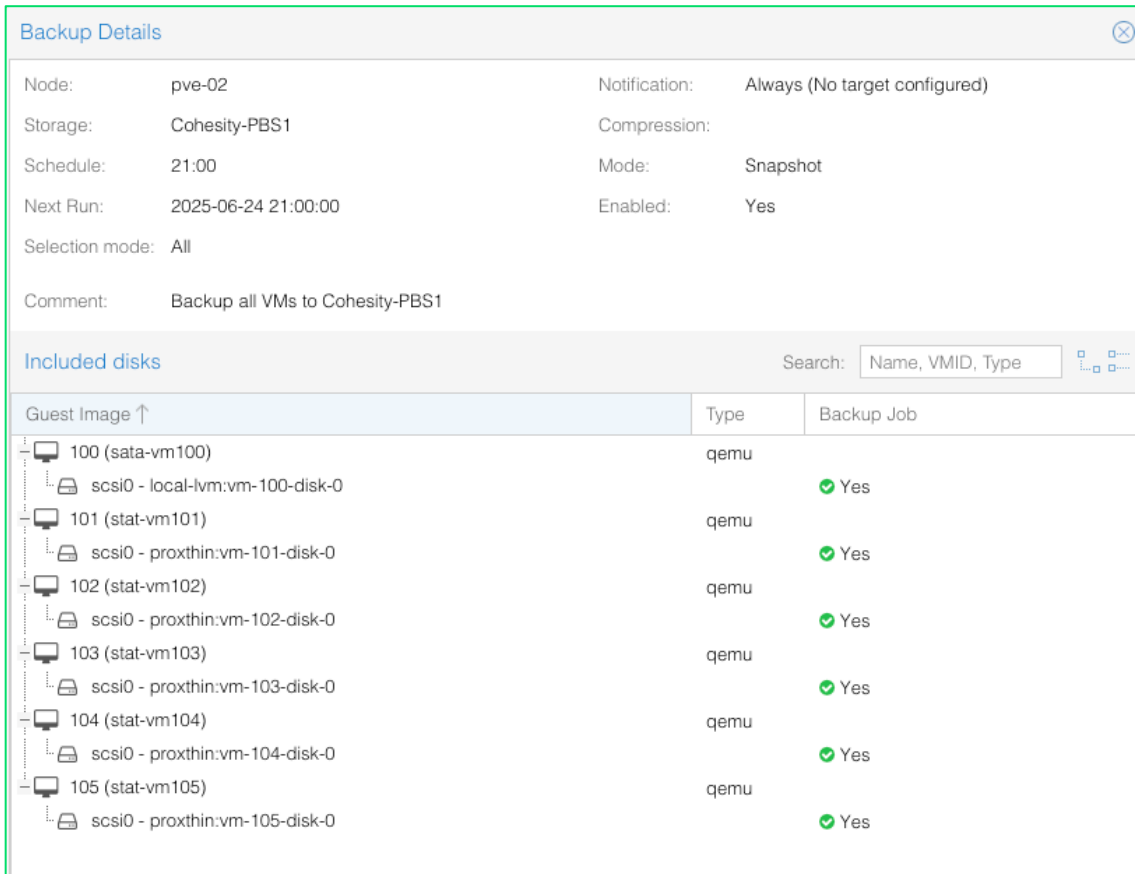 Backup Details
Node: pve-02 Notification: Always (No target configured)
Storage: Cohesity-PBS1 Compression:
Schedule: 21:00 Mode: Snapshot
Next Run: 2025-06-24 21:00:00 Enabled: Yes
Selection mode: All
Comment: Backup all VMs to Cohesity-PBS1
Included disks Search: Name, VMID, Type
Guest Image Type Backup Job
100 (sata-vm100) qemu
scsi0 - local-lvm:vm-100-disk-0 Yes
101 (stat-vm101) qemu
scsi0 - proxthin:vm-101-disk-0 Yes
102 (stat-vm102) qemu
scsi0 - proxthin:vm-102-disk-0 Yes
103 (stat-vm103) qemu
scsi0 - proxthin:vm-103-disk-0 Yes
104 (stat-vm104) qemu
scsi0 - proxthin:vm-104-disk-0 Yes
105 (stat-vm105) qemu
scsi0 - proxthin:vm-105-disk-0 Yes